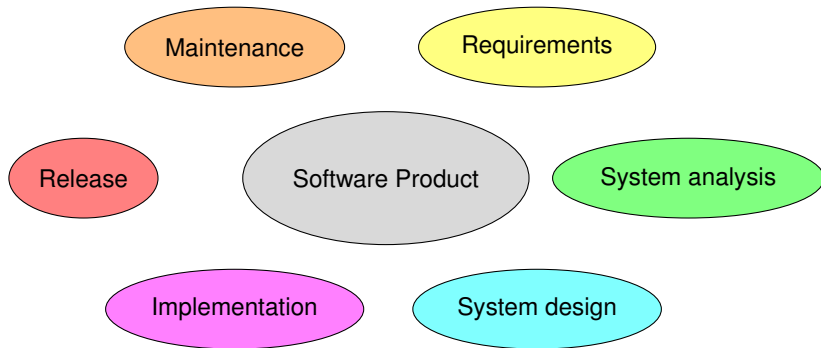 Maintenance
Requirements
Release
Software Product
System analysis
Implementation
System design